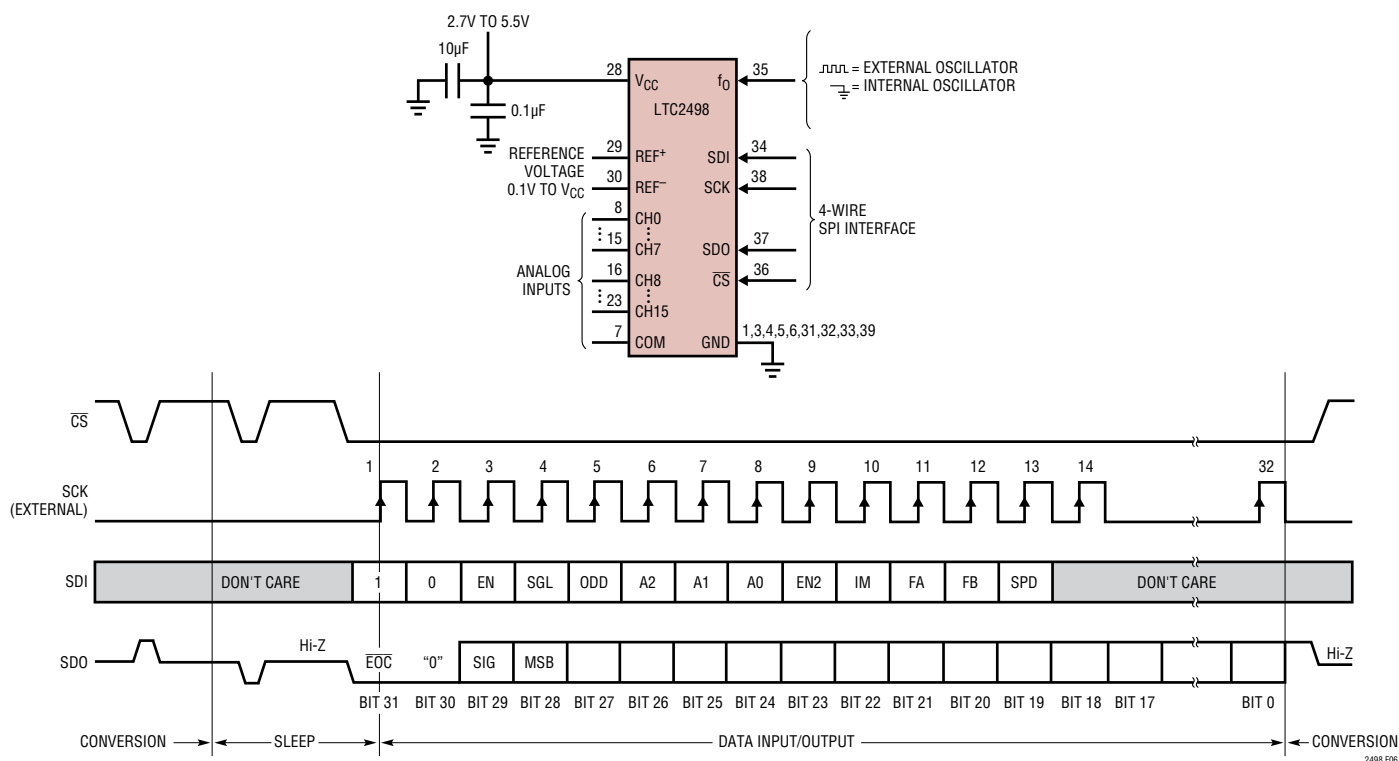 2.7V TO 5.5V
10µF
0.1µF
28
VCC
fO
35
= EXTERNAL OSCILLATOR
= INTERNAL OSCILLATOR
LTC2498
REFERENCE
VOLTAGE
0.1V TO VCC
29
REF+
SDI
34
30
REF–
SCK
38
4-WIRE
SPI INTERFACE
ANALOG
INPUTS
8
CH0
15
CH7
SDO
37
16
CH8
CS
36
23
CH15
7
COM
GND
1,3,4,5,6,31,32,33,39
CS
SCK
(EXTERNAL)
1 2 3 4 5 6 7 8 9 10 11 12 13 14 32
SDI
DON'T CARE 1 0 EN SGL ODD A2 A1 A0 EN2 IM FA FB SPD DON'T CARE
SDO
Hi-Z EOC “0” SIG MSB Hi-Z
BIT 31 BIT 30 BIT 29 BIT 28 BIT 27 BIT 26 BIT 25 BIT 24 BIT 23 BIT 22 BIT 21 BIT 20 BIT 19 BIT 18 BIT 17 BIT 0
CONVERSION SLEEP DATA INPUT/OUTPUT CONVERSION
2498 F06